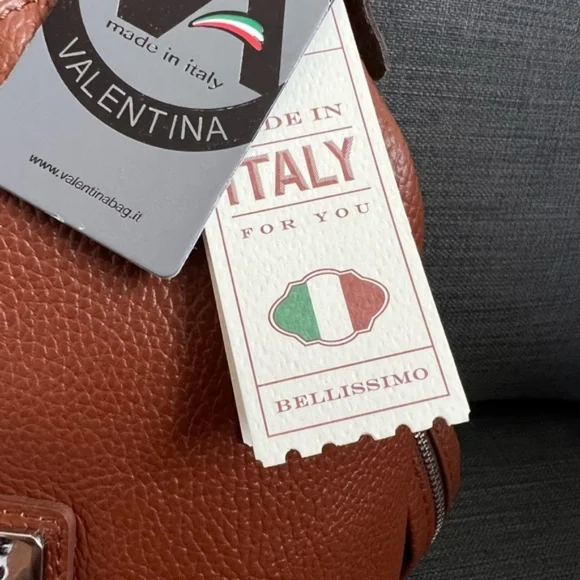 made in italy
VALENTINA
www.valentinabag.it
DE IN
ITALY
FOR YOU
BELLISSIMO